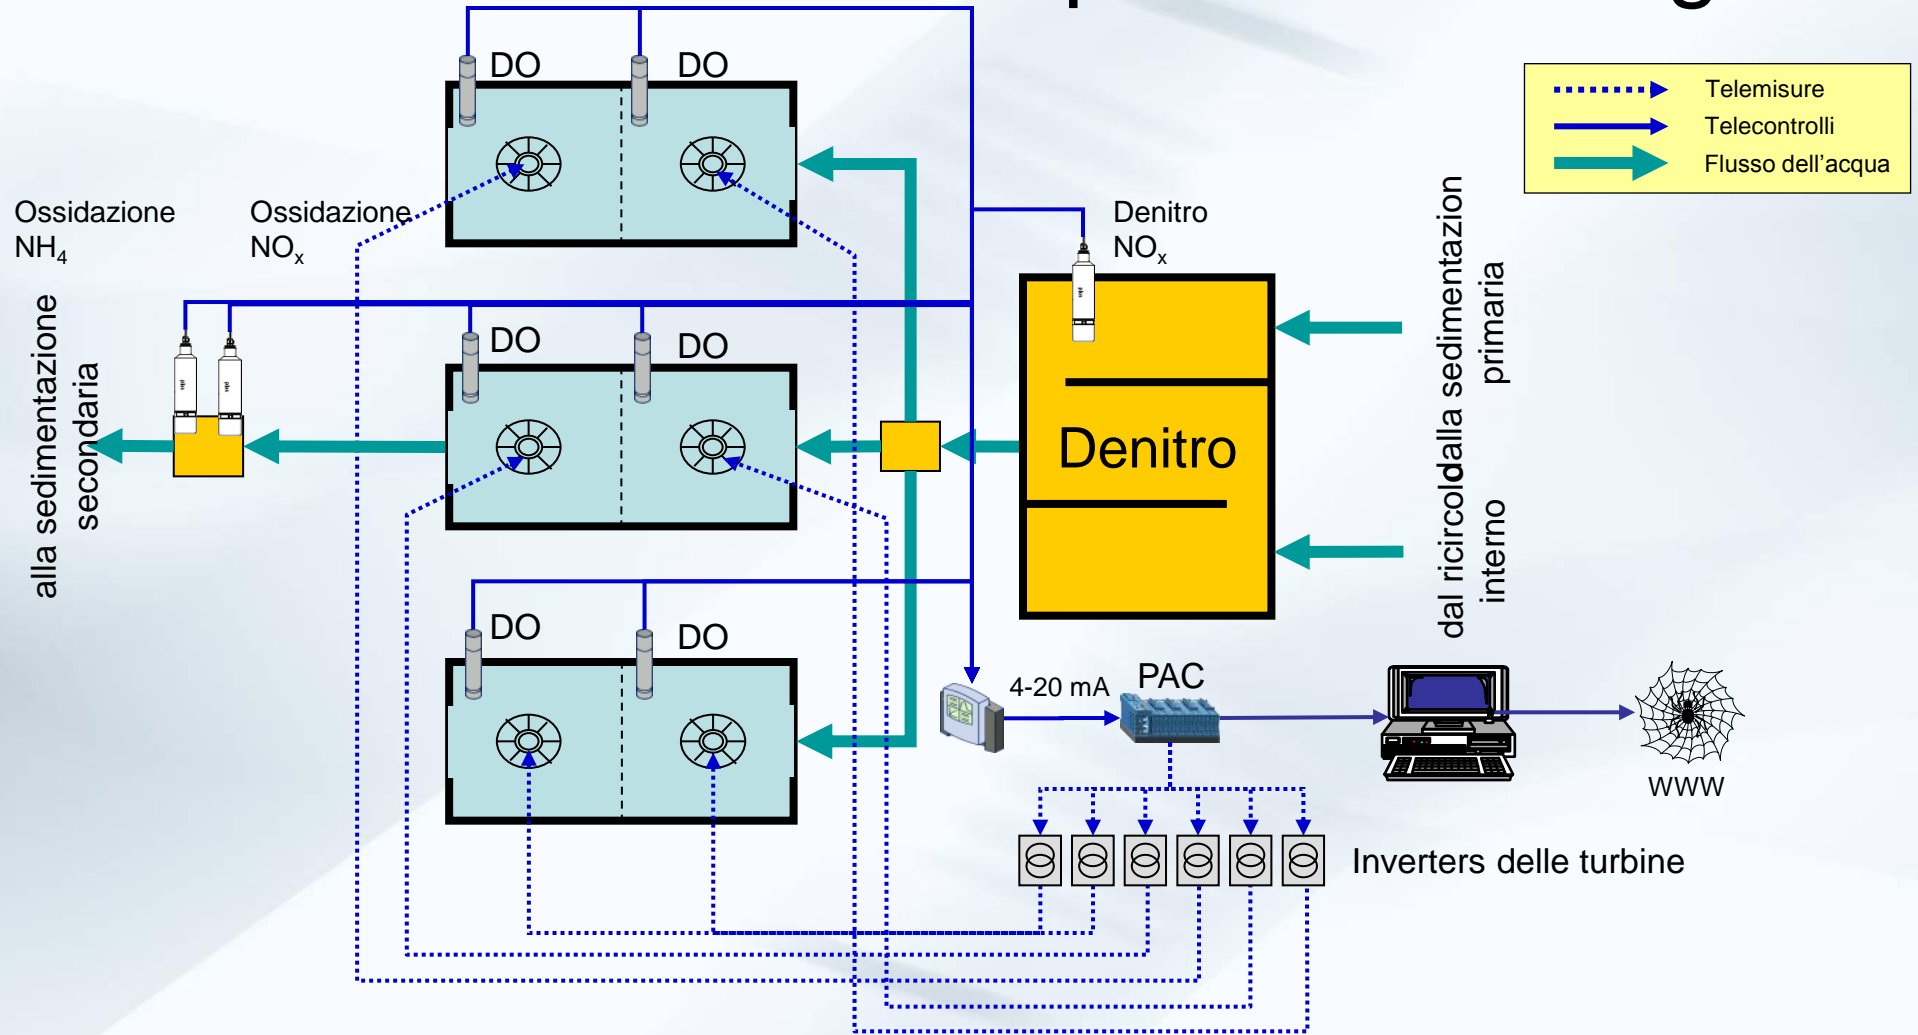 DO
DO
Telemisure
Telecontrolli
Flusso dell'acqua
Ossidazione
NH4
Ossidazione
NOx
Denitro
NOx
DO
DO
alla sedimentazione
secondaria
Denitro
dalla sedimentazion
primaria
dal ricircolo
interno
DO
DO
4-20 mA
PAC
WWW
Inverters delle turbine